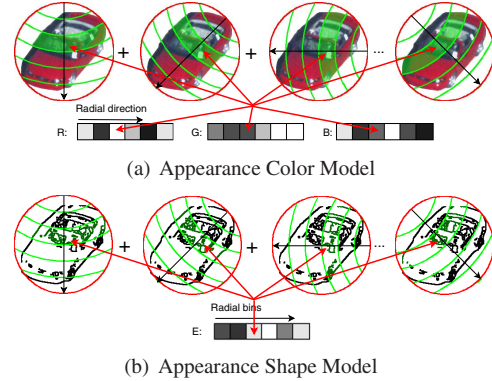 + + ...
Radial direction
R: G: B:
(a) Appearance Color Model
+ + ...
Radial bins
E:
(b) Appearance Shape Model